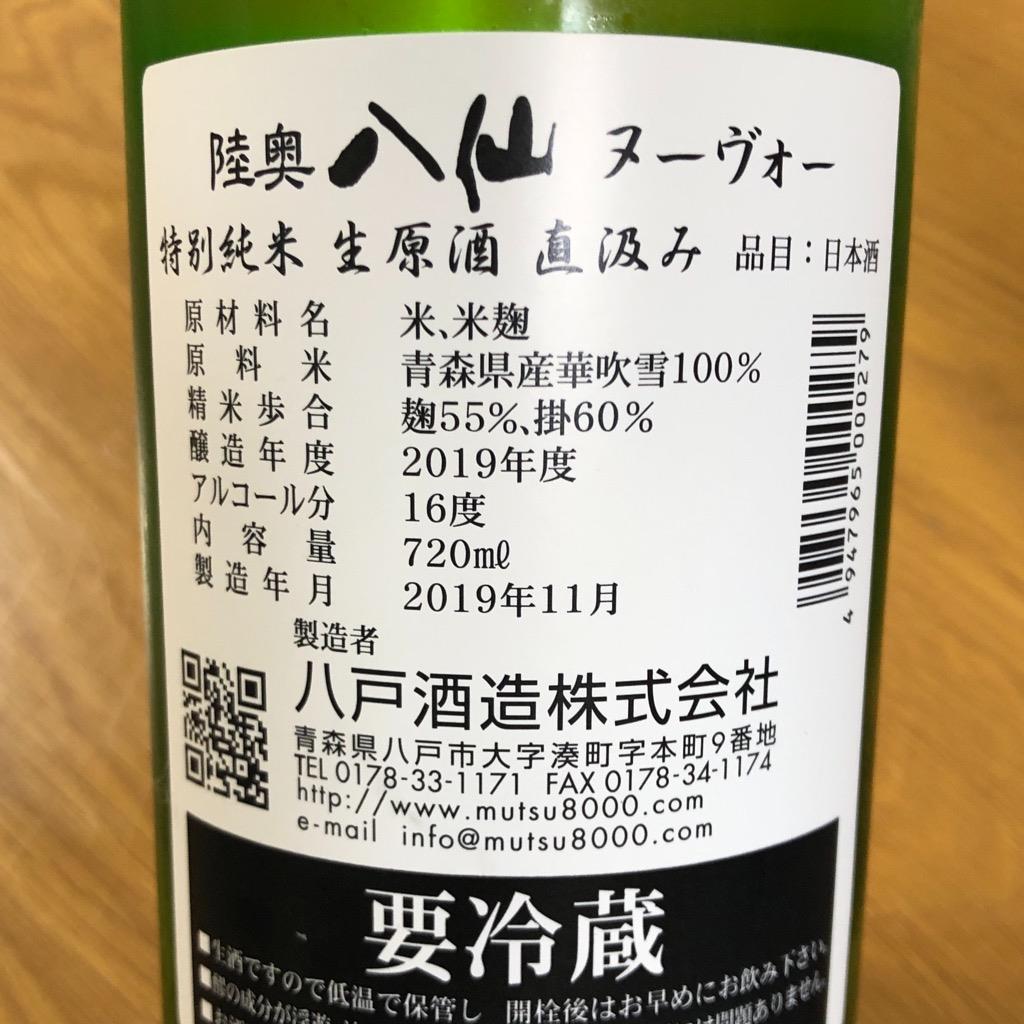 陸奥八仙 ヌーヴォー
特別純米 生原酒 直汲み 品目：日本酒
原材料名 米、米麹
原料米 青森県産華吹雪100%
精米歩合 麹55%、掛60%
醸造年度 2019年度
アルコール分 16度
内容量 720㎖
製造年月 2019年11月
4947965000279
製造者
八戸酒造株式会社
青森県八戸市大字湊町字本町9番地
TEL 0178-33-1171 FAX 0178-34-1174
http://www.mutsu8000.com
e-mail info@mutsu8000.com
要冷蔵
■生酒ですので低温で保管し 開栓後はお早めにお飲み下さい。
は問題ありません。